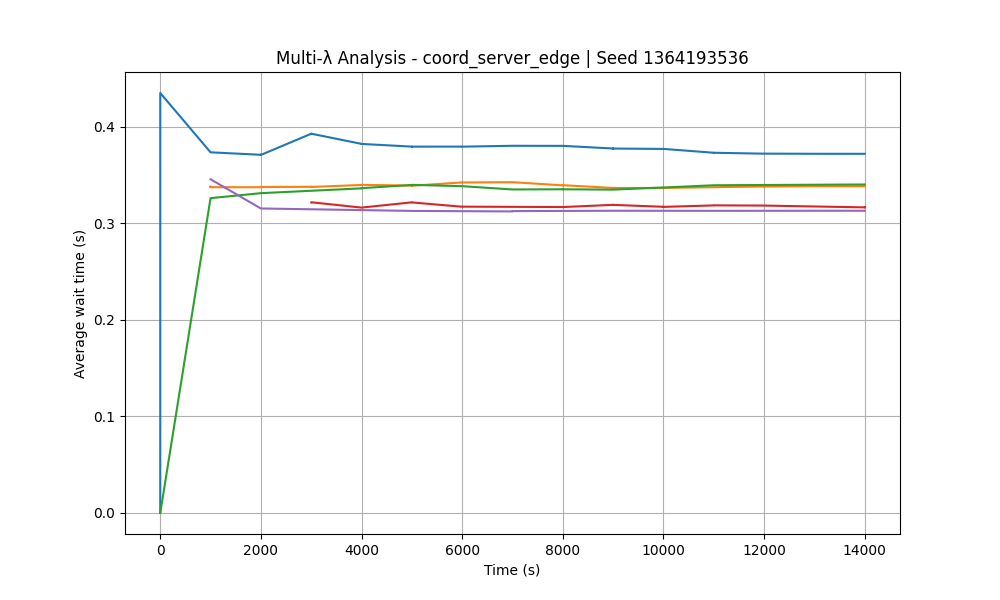 Multi-λ Analysis - coord_server_edge | Seed 1364193536
Average wait time (s)
0.4
0.3
0.2
0.1
0.0
0 2000 4000 6000 8000 10000 12000 14000
Time (s)